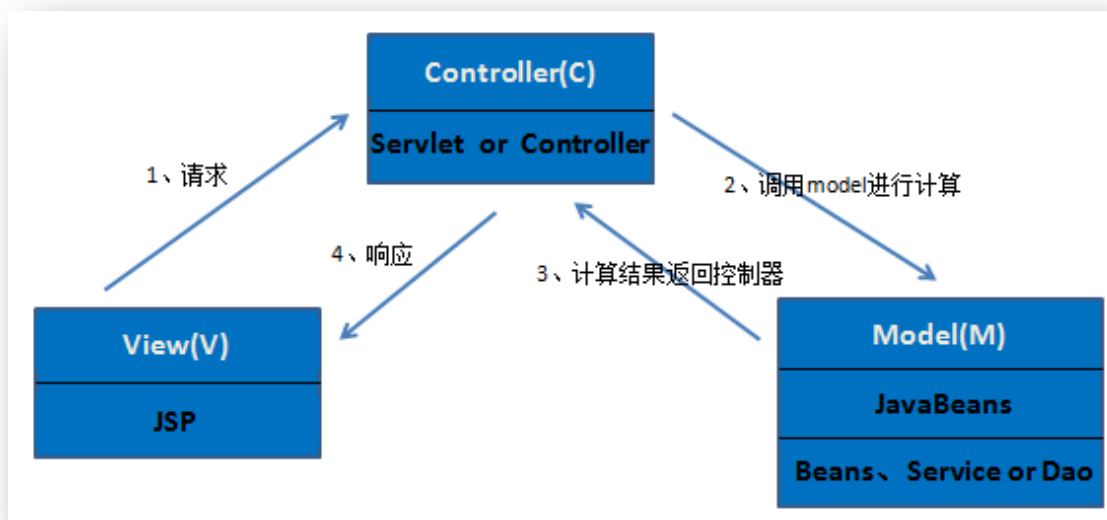 Controller(C)
Servlet or Controller
1、请求
2、调用model进行计算
4、响应
3、计算结果返回控制器
View(V)
JSP
Model(M)
JavaBeans
Beans、Service or Dao